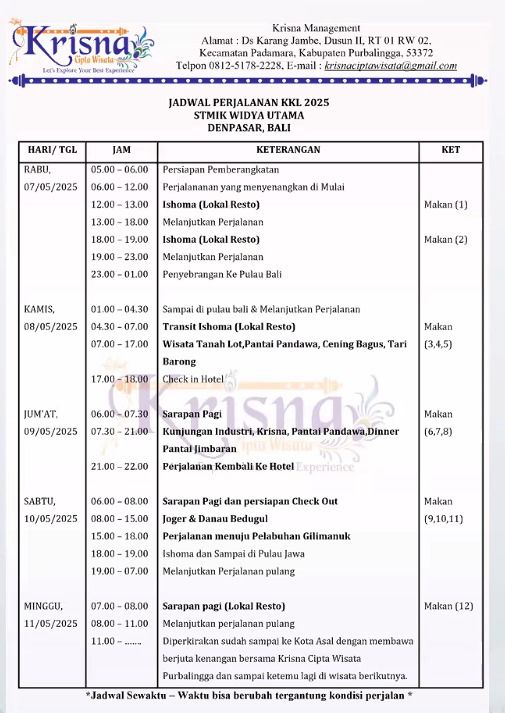 Krisna
Cipta Wisata
Let's Explore Your Best Experience
Krisna Management
Alamat : Ds Karang Jambe, Dusun II, RT 01 RW 02,
Kecamatan Padamara, Kabupaten Purbalingga, 53372
Telpon 0812-5178-2228, E-mail : krisnaciptawisata@gmail.com
JADWAL PERJALANAN KKL 2025
STMIK WIDYA UTAMA
DENPASAR, BALI
HARI/ TGL JAM KETERANGAN KET
RABU, 05.00 – 06.00 Persiapan Pemberangkatan
07/05/2025 06.00 – 12.00 Perjalananan yang menyenangkan di Mulai
12.00 – 13.00 Ishoma (Lokal Resto) Makan (1)
13.00 – 18.00 Melanjutkan Perjalanan
18.00 – 19.00 Ishoma (Lokal Resto) Makan (2)
19.00 – 23.00 Melanjutkan Perjalanan
23.00 – 01.00 Penyebrangan Ke Pulau Bali
KAMIS, 01.00 – 04.30 Sampai di pulau bali & Melanjutkan Perjalanan
08/05/2025 04.30 – 07.00 Transit Ishoma (Lokal Resto) Makan
07.00 – 17.00 Wisata Tanah Lot,Pantai Pandawa, Cening Bagus, Tari (3,4,5)
Barong
17.00 – 18.00 Check in Hotel
JUM'AT, 06.00 – 07.30 Sarapan Pagi Makan
09/05/2025 07.30 – 21.00 Kunjungan Industri, Krisna, Pantai Pandawa,Dinner (6,7,8)
Pantai Jimbaran
21.00 – 22.00 Perjalanan Kembali Ke Hotel
Krisna
Cipta Wisata
Experience
SABTU, 06.00 – 08.00 Sarapan Pagi dan persiapan Check Out Makan
10/05/2025 08.00 – 15.00 Joger & Danau Bedugul (9,10,11)
15.00 – 18.00 Perjalanan menuju Pelabuhan Gilimanuk
18.00 – 19.00 Ishoma dan Sampai di Pulau Jawa
19.00 – 07.00 Melanjutkan Perjalanan pulang
MINGGU, 07.00 – 08.00 Sarapan pagi (Lokal Resto) Makan (12)
11/05/2025 08.00 – 11.00 Melanjutkan perjalanan pulang
11.00 – ....... Diperkirakan sudah sampai ke Kota Asal dengan membawa
berjuta kenangan bersama Krisna Cipta Wisata
Purbalingga dan sampai ketemu lagi di wisata berikutnya.
*Jadwal Sewaktu – Waktu bisa berubah tergantung kondisi perjalan *